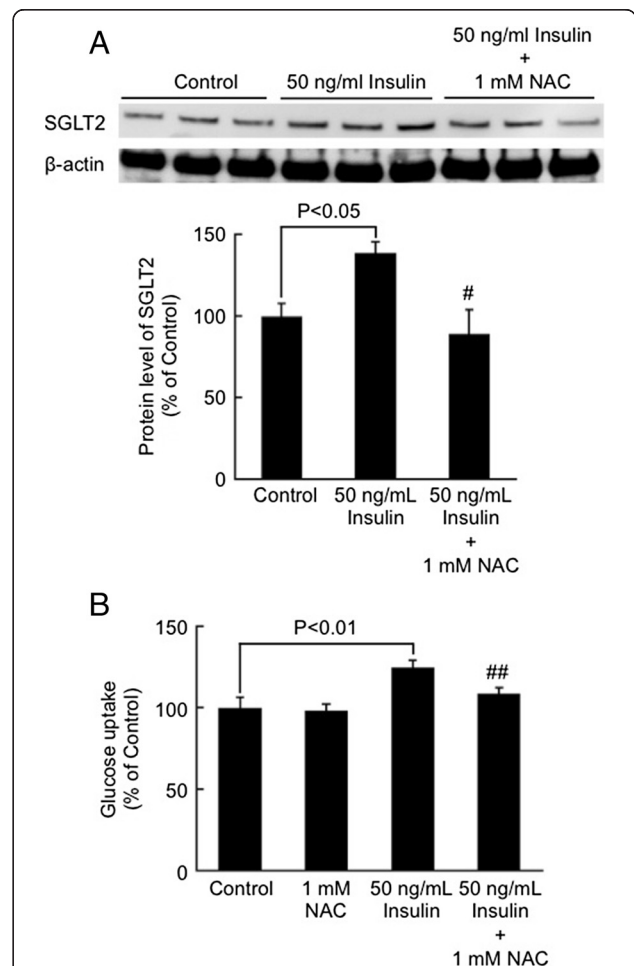 A
Control
50 ng/ml Insulin
50 ng/ml Insulin
+
1 mM NAC
SGLT2
β-actin
P<0.05
#
150
100
50
0
Protein level of SGLT2
(% of Control)
Control
50 ng/mL
Insulin
50 ng/mL
Insulin
+
1 mM NAC
B
P<0.01
##
150
100
50
0
Glucose uptake
(% of Control)
Control
1 mM
NAC
50 ng/mL
Insulin
50 ng/mL
Insulin
+
1 mM NAC